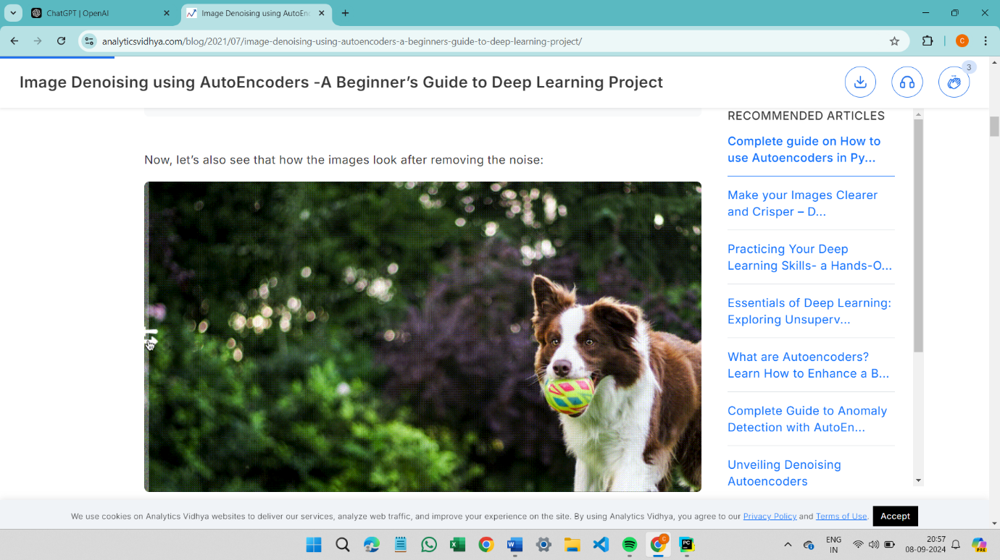 ChatGPT | OpenAI
Image Denoising using AutoEnc
analyticsvidhya.com/blog/2021/07/image-denoising-using-autoencoders-a-beginners-guide-to-deep-learning-project/
C
Image Denoising using AutoEncoders -A Beginner’s Guide to Deep Learning Project
3
Now, let’s also see that how the images look after removing the noise:
RECOMMENDED ARTICLES
Complete guide on How to
use Autoencoders in Py...
Make your Images Clearer
and Crisper – D...
Practicing Your Deep
Learning Skills- a Hands-O...
Essentials of Deep Learning:
Exploring Unsuperv...
What are Autoencoders?
Learn How to Enhance a B...
Complete Guide to Anomaly
Detection with AutoEn...
Unveiling Denoising
Autoencoders
We use cookies on Analytics Vidhya websites to deliver our services, analyze web traffic, and improve your experience on the site. By using Analytics Vidhya, you agree to our Privacy Policy and Terms of Use.
Accept
C
PC
ENG
IN
20:57
08-09-2024
PRE